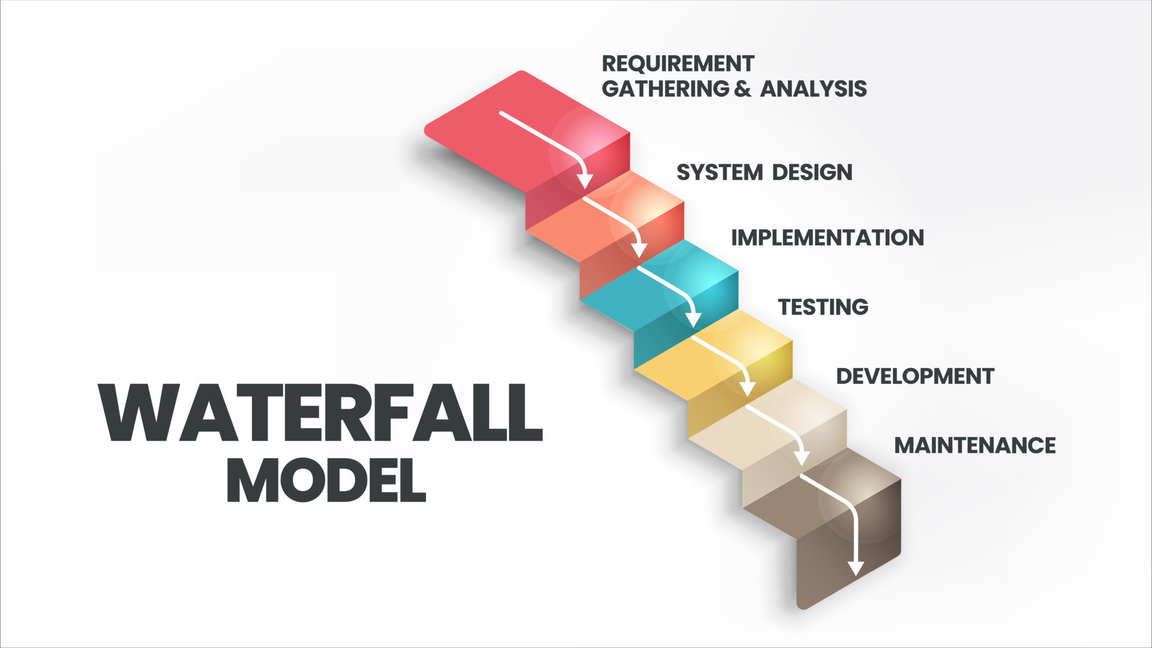 REQUIREMENT
GATHERING & ANALYSIS
SYSTEM DESIGN
IMPLEMENTATION
TESTING
DEVELOPMENT
MAINTENANCE
WATERFALL
MODEL